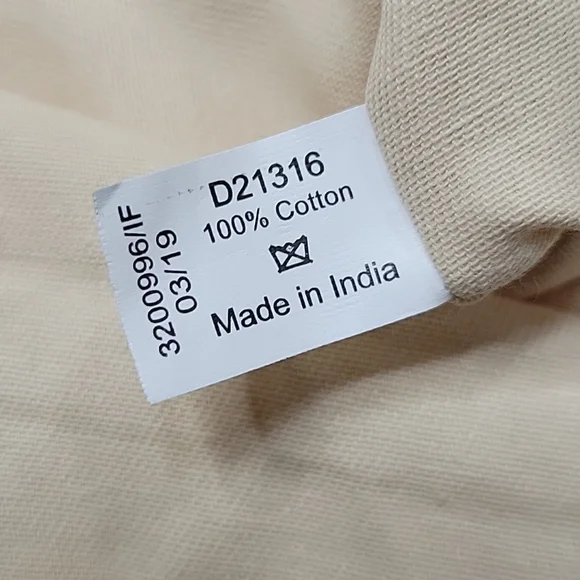 D21316
100% Cotton
Made in India
3200996/IF
03/19